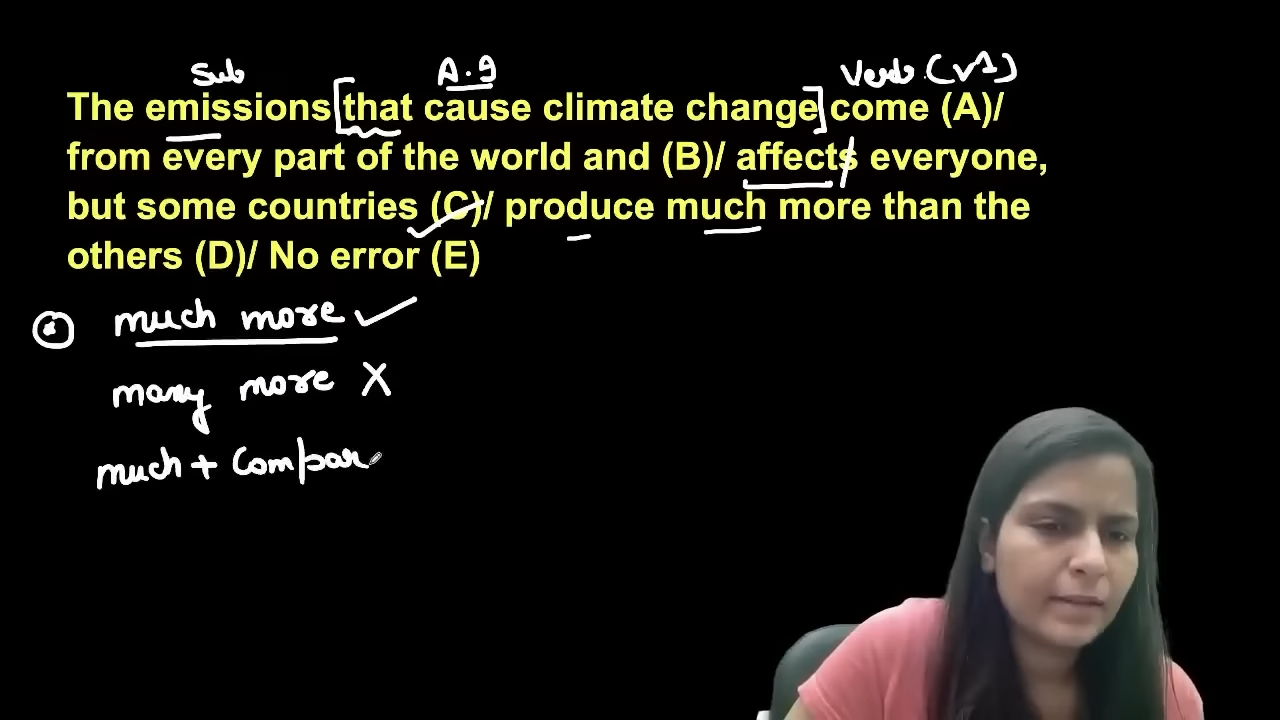 Sub A.9 Verb (v1)
The emissions [that cause climate change] come (A)/
from every part of the world and (B)/ affects everyone,
but some countries (C)/ produce much more than the
others (D)/ No error (E)
much more ✓
many more X
much + Compar